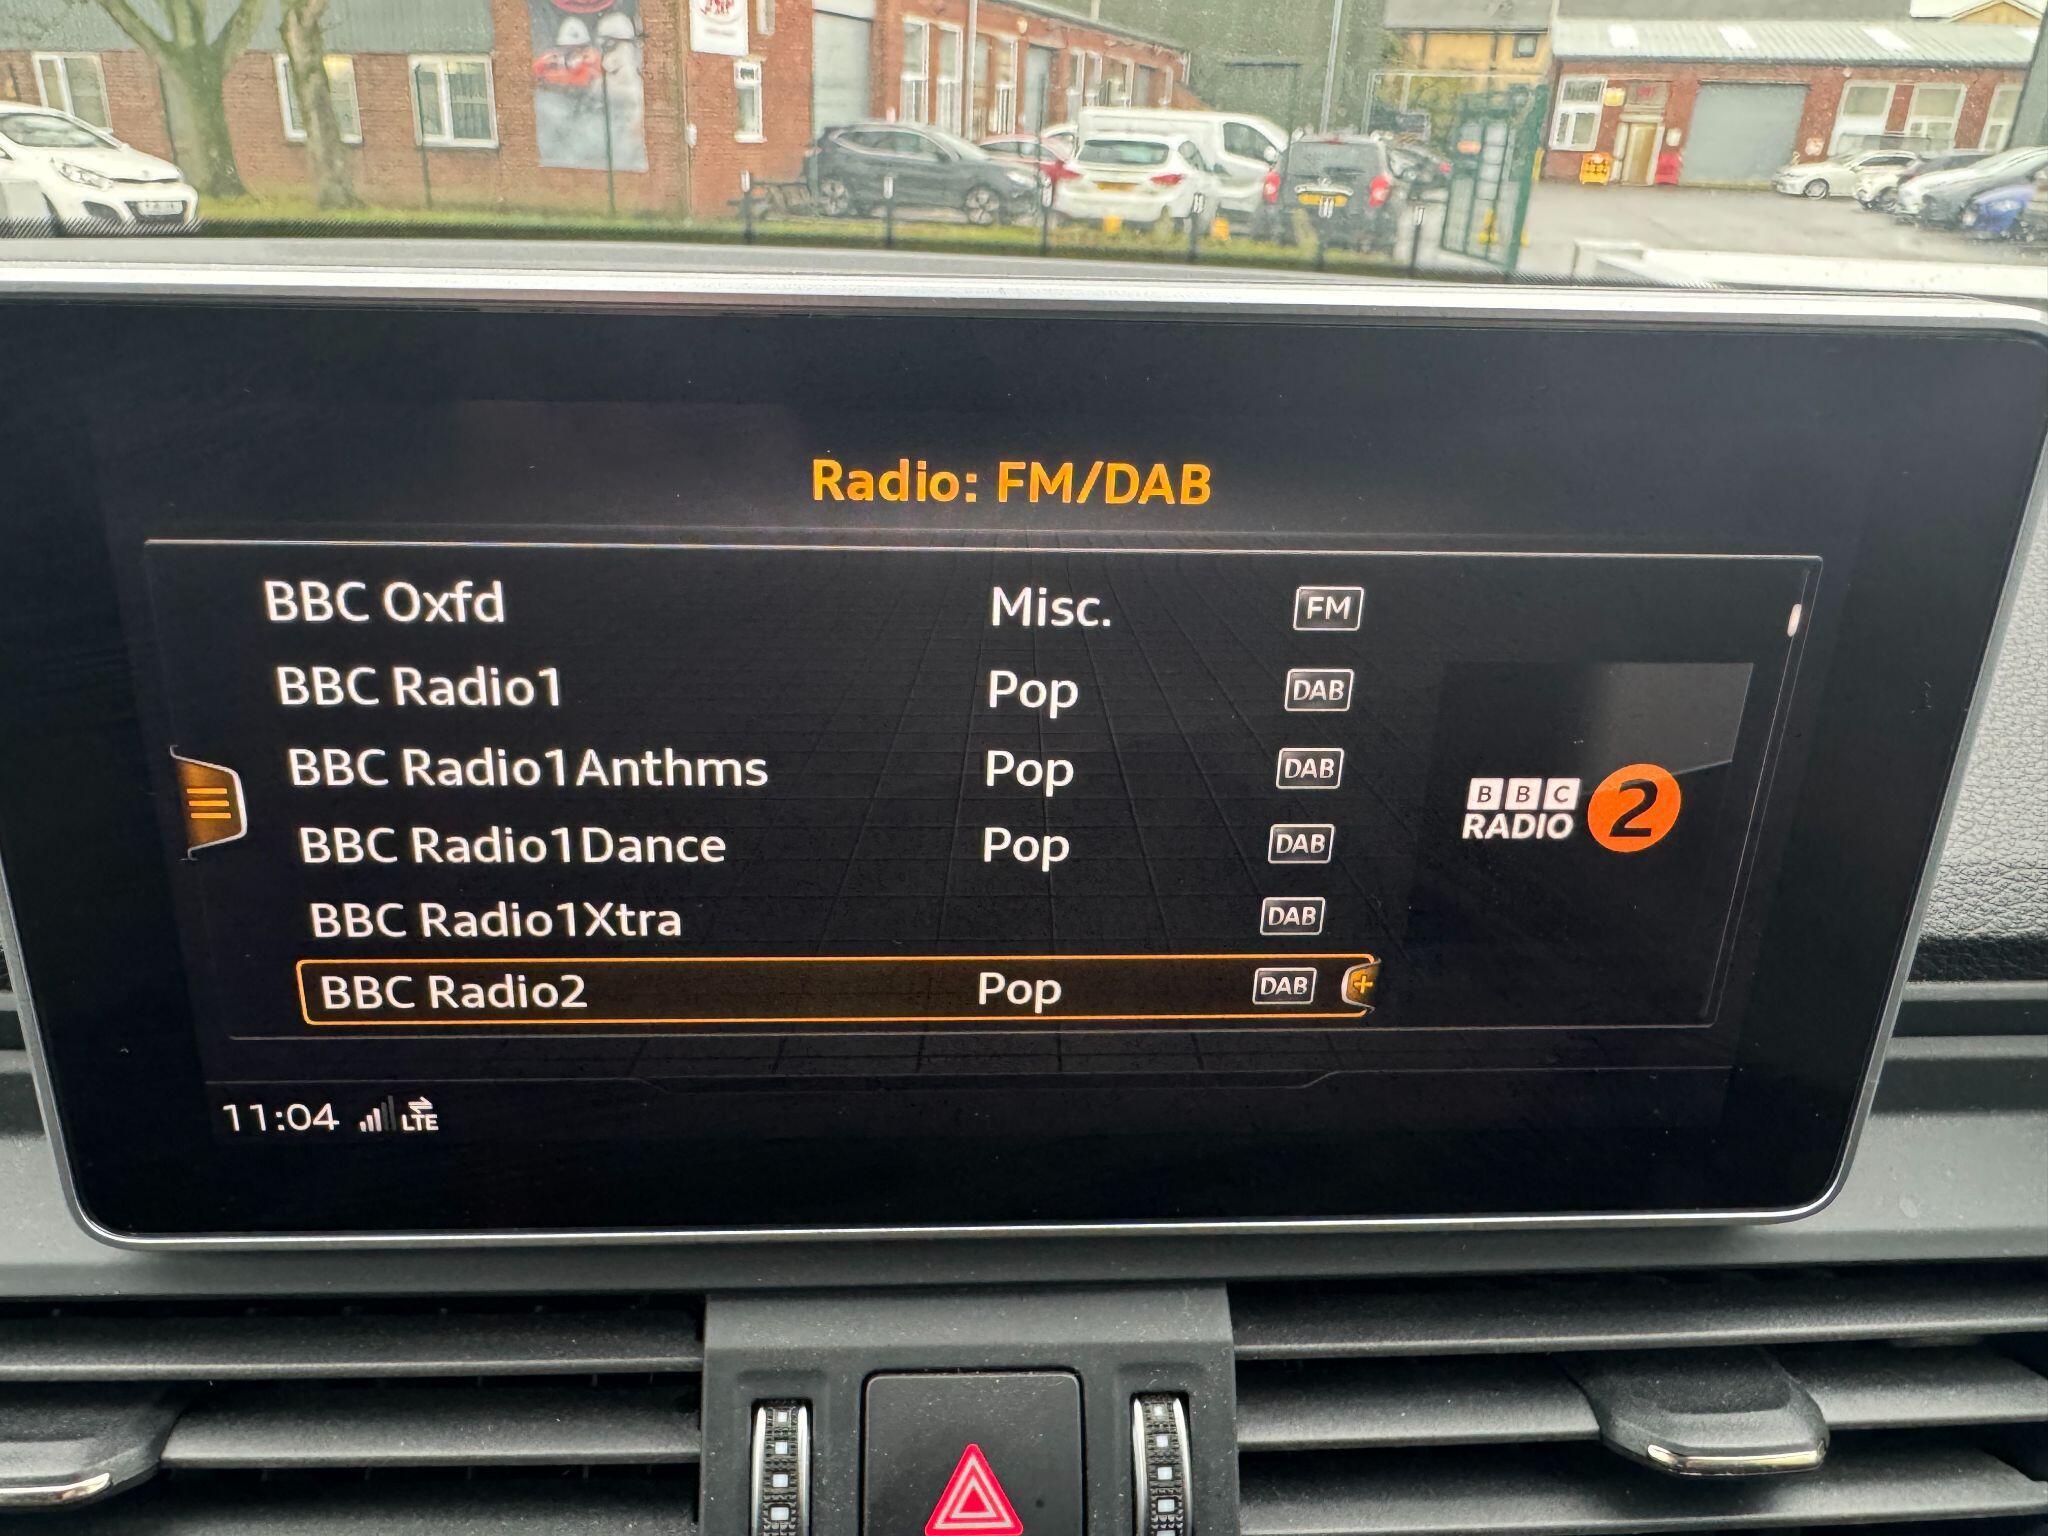 Radio: FM/DAB
BBC Oxfd Misc. FM
BBC Radio1 Pop DAB
BBC Radio1Anthms Pop DAB
BBC Radio1Dance Pop DAB
BBC Radio1Xtra DAB
BBC Radio2 Pop DAB +
BBC
RADIO 2
11:04 LTE